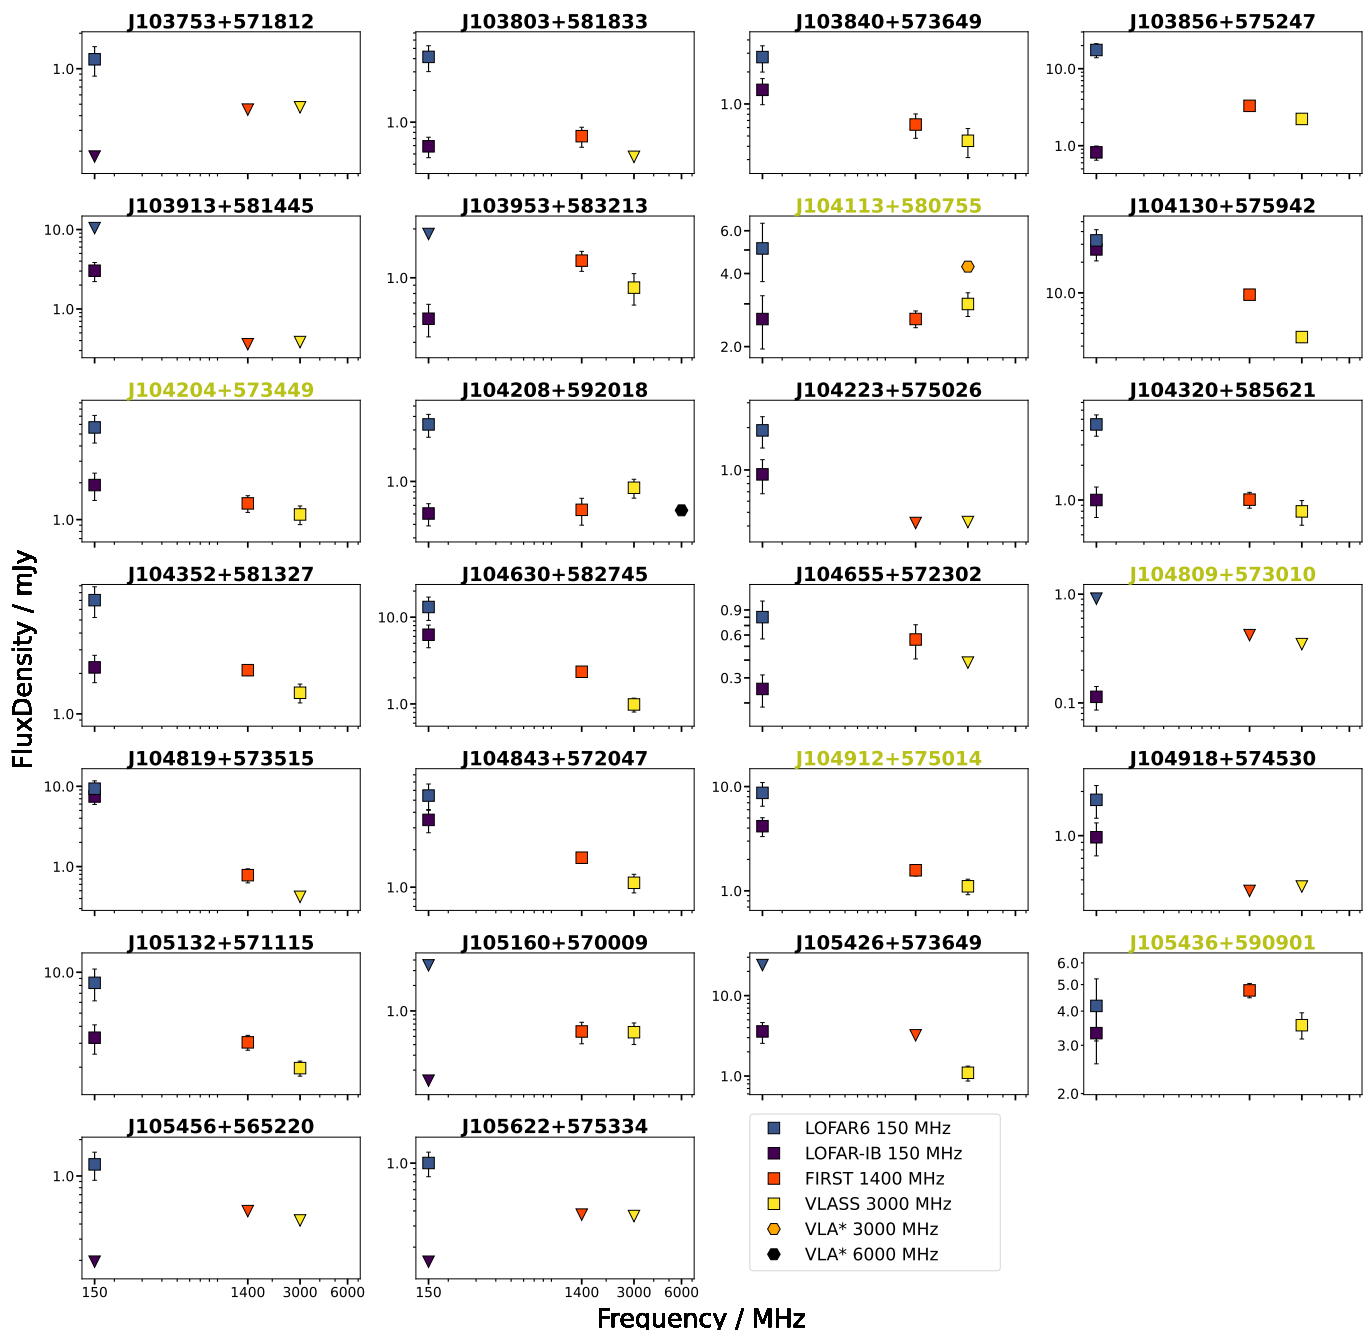 J103753+571812 J103803+581833 J103840+573649 J103856+575247
1.0 1.0 1.0 10.0 1.0
J103913+581445 J103953+583213 J104113+580755 J104130+575942
10.0 1.0 1.0 6.0 4.0 2.0 10.0
J104204+573449 J104208+592018 J104223+575026 J104320+585621
1.0 1.0 1.0 1.0
J104352+581327 J104630+582745 J104655+572302 J104809+573010
1.0 10.0 1.0 0.9 0.6 0.3 1.0 0.1
J104819+573515 J104843+572047 J104912+575014 J104918+574530
10.0 1.0 1.0 10.0 1.0 1.0
J105132+571115 J105160+570009 J105426+573649 J105436+590901
10.0 1.0 10.0 1.0 6.0 5.0 4.0 3.0 2.0
J105456+565220 J105622+575334
1.0 1.0
150 1400 3000 6000 150 1400 3000 6000
LOFAR6 150 MHz
LOFAR-IB 150 MHz
FIRST 1400 MHz
VLASS 3000 MHz
VLA* 3000 MHz
VLA* 6000 MHz
FluxDensity / mJy
Frequency / MHz